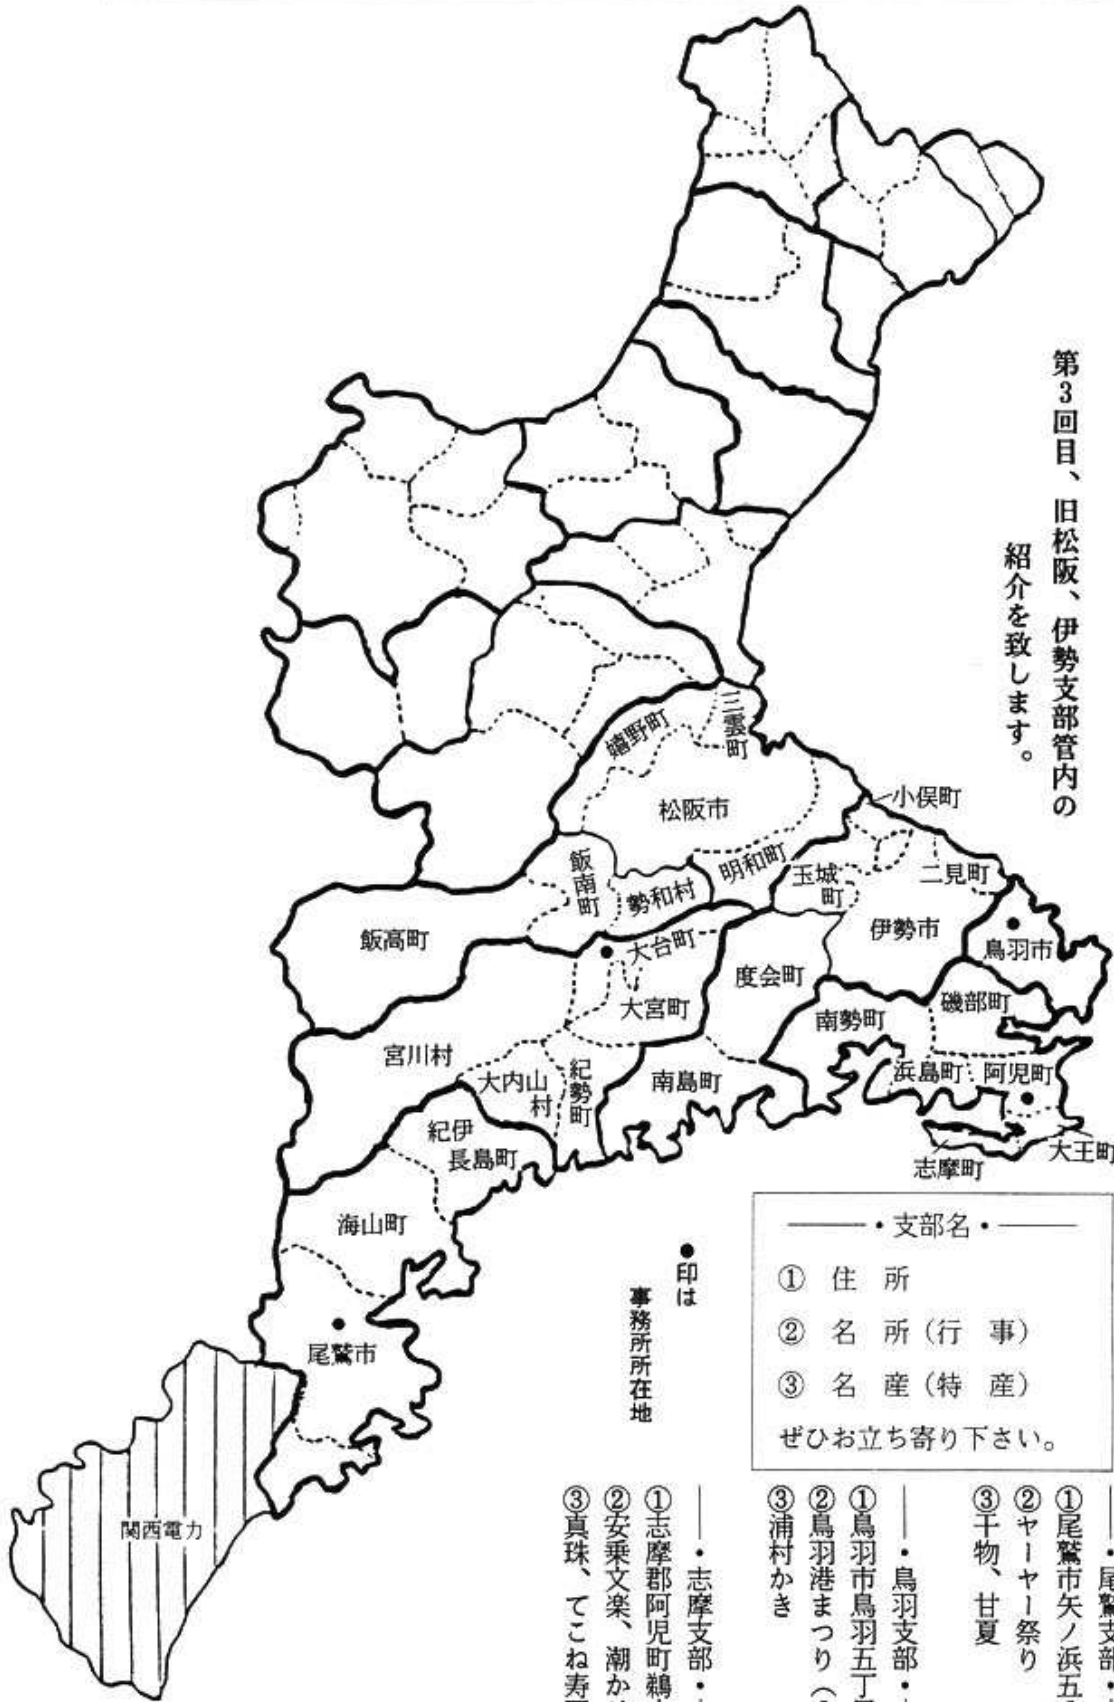 第3回目、旧松阪、伊勢支部管内の
紹介を致します。
三雲町
嬉野町
松阪市
小俣町
明和町
玉城町
二見町
飯南町
勢和村
伊勢市
鳥羽市
飯高町
大台町
度会町
大宮町
南勢町
磯部町
宮川村
大内山村
紀勢町
南島町
浜島町
阿児町
紀伊長島町
志摩町
大王町
海山町
尾鷲市
関西電力
●印は
事務所所在地
・支部名・
① 住 所
② 名 所(行 事)
③ 名 産(特 産)
ぜひお立ち寄り下さい。
・尾鷲支部・
①尾鷲市矢ノ浜五
②ヤーヤー祭り
③干物、甘夏
・鳥羽支部・
①鳥羽市鳥羽五丁
②鳥羽港まつり(
③浦村かき
・志摩支部・
①志摩郡阿児町鵜
②安乗文楽、潮か
③真珠、てこね寿